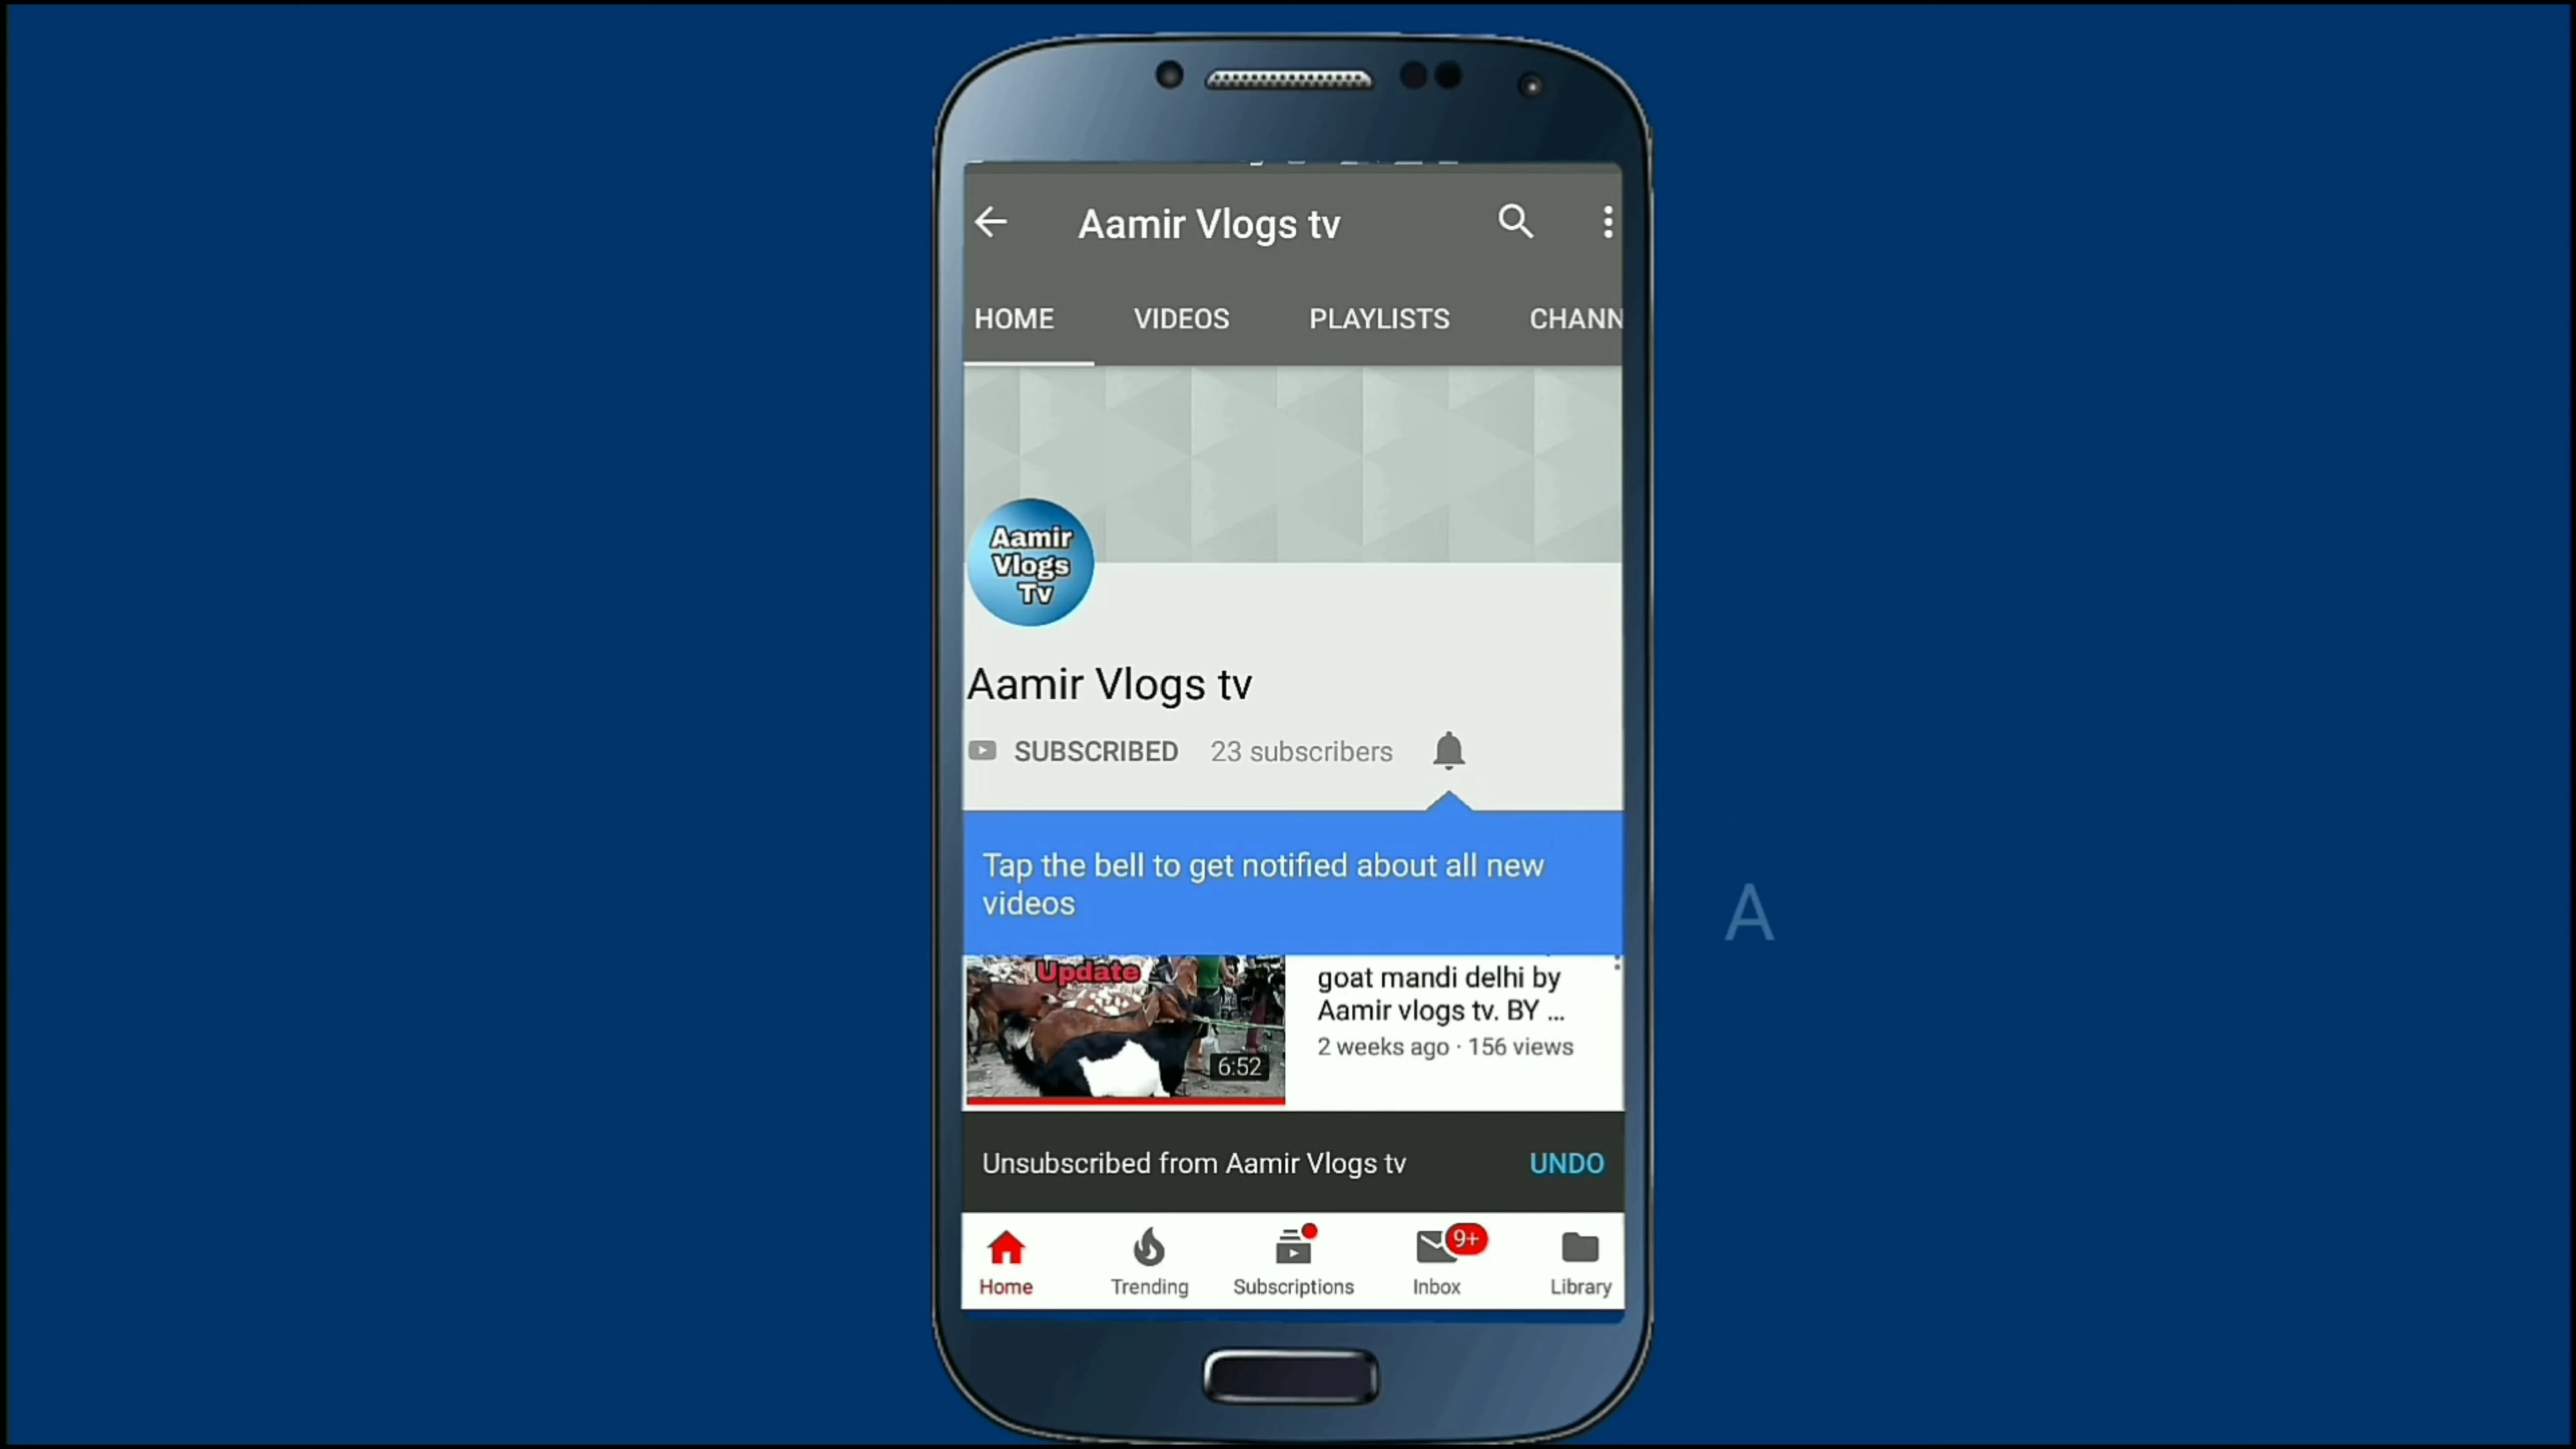 Aamir Vlogs tv
HOME VIDEOS PLAYLISTS CHANN
Aamir
Vlogs
Tv
Aamir Vlogs tv
SUBSCRIBED 23 subscribers
Tap the bell to get notified about all new
videos
Update
6:52
goat mandi delhi by
Aamir vlogs tv. BY ...
2 weeks ago · 156 views
Unsubscribed from Aamir Vlogs tv UNDO
9+
Home Trending Subscriptions Inbox Library
A